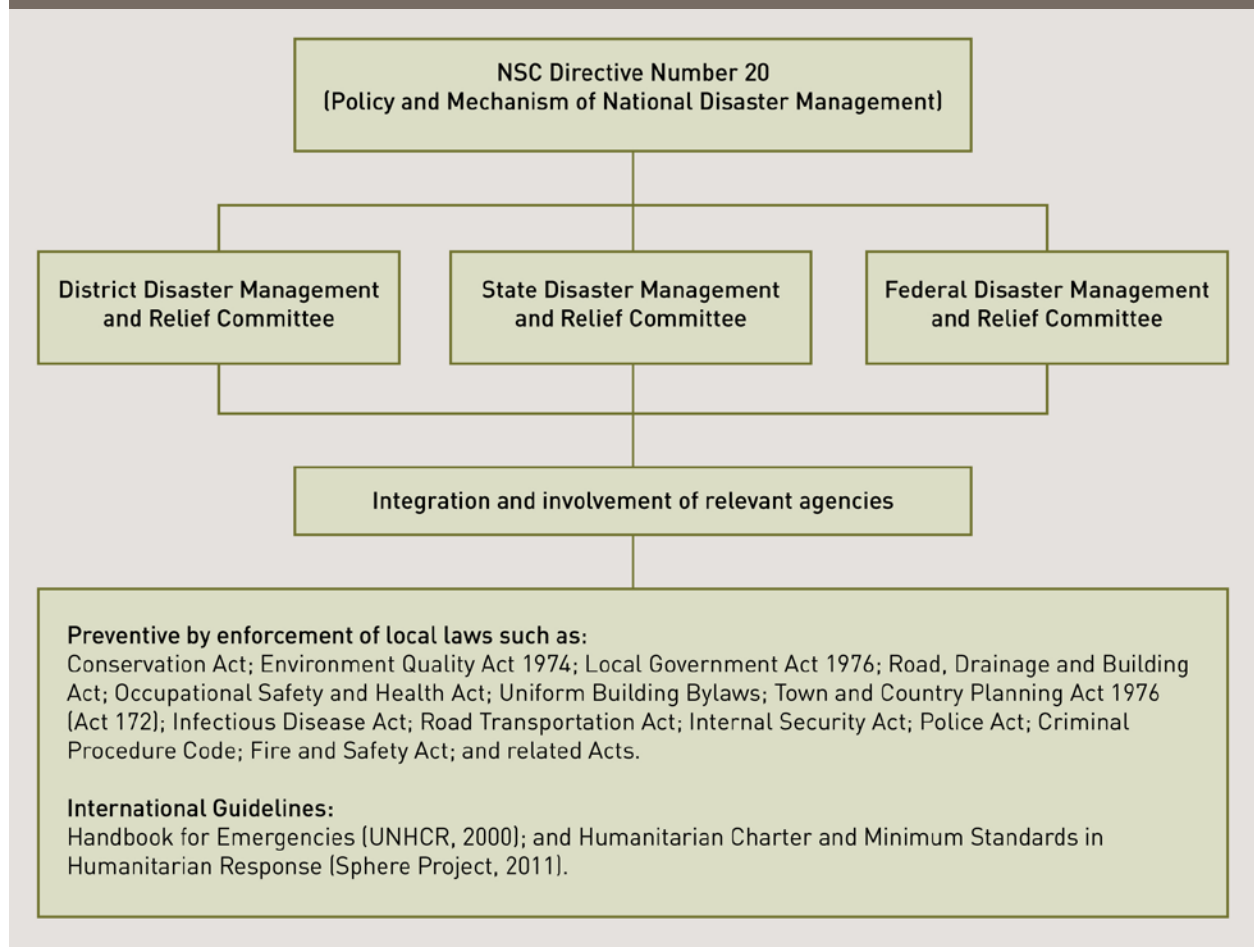 NSC Directive Number 20
(Policy and Mechanism of National Disaster Management)
District Disaster Management
and Relief Committee
State Disaster Management
and Relief Committee
Federal Disaster Management
and Relief Committee
Integration and involvement of relevant agencies
Preventive by enforcement of local laws such as:
Conservation Act; Environment Quality Act 1974; Local Government Act 1976; Road, Drainage and Building
Act; Occupational Safety and Health Act; Uniform Building Bylaws; Town and Country Planning Act 1976
(Act 172); Infectious Disease Act; Road Transportation Act; Internal Security Act; Police Act; Criminal
Procedure Code; Fire and Safety Act; and related Acts.
International Guidelines:
Handbook for Emergencies (UNHCR, 2000); and Humanitarian Charter and Minimum Standards in
Humanitarian Response (Sphere Project, 2011).